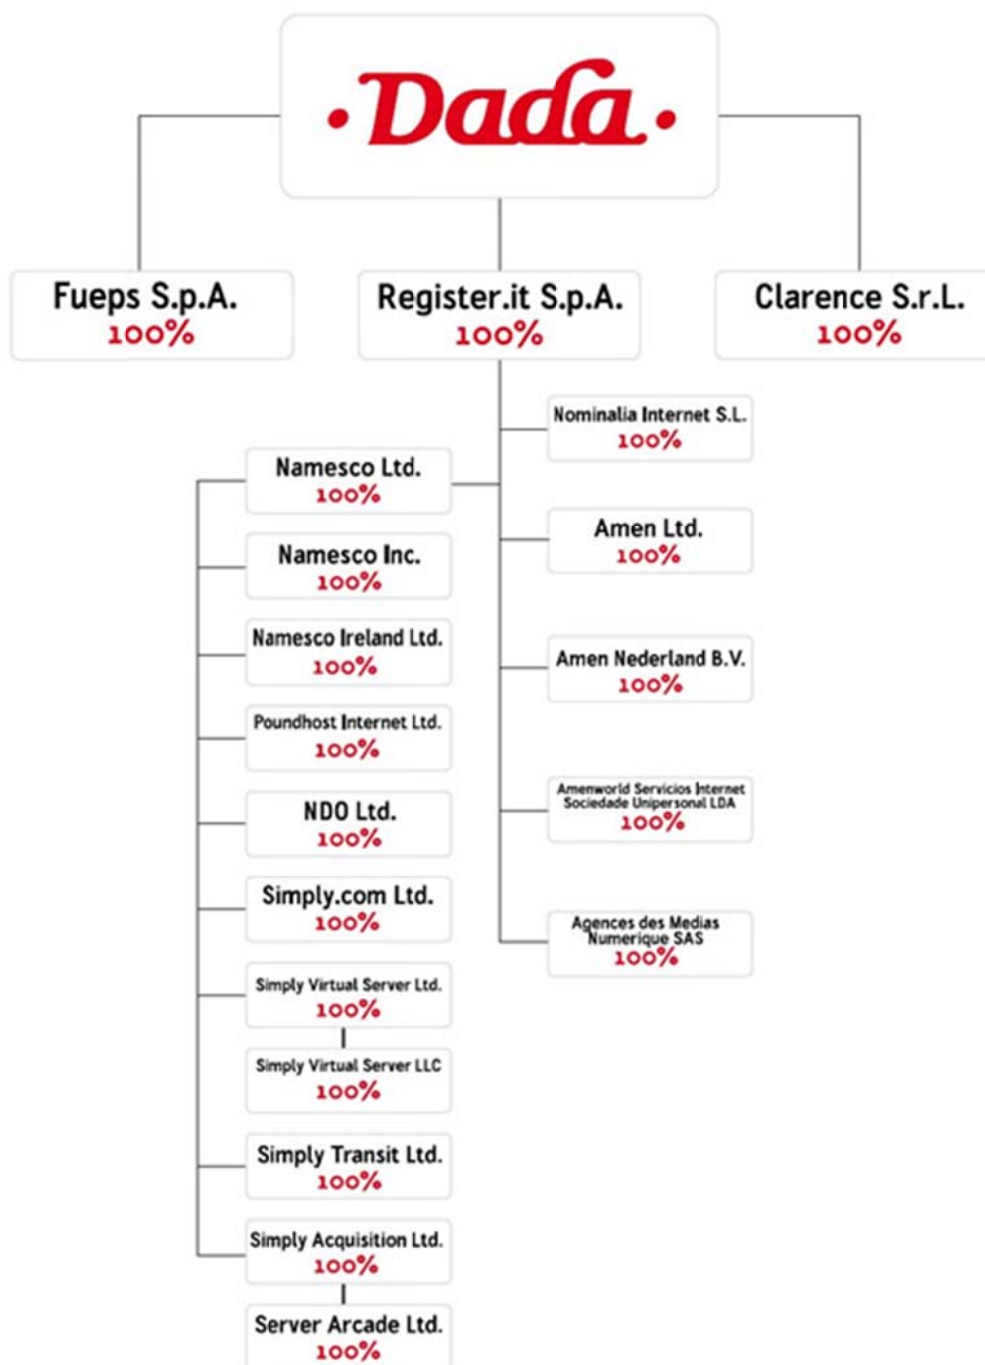 ·Dada·
Fueps S.p.A.
100%
Register.it S.p.A.
100%
Clarence S.r.L.
100%
Nominalia Internet S.L.
100%
Amen Ltd.
100%
Amen Nederland B.V.
100%
Amenworld Servicios Internet
Sociedade Unipersonal LDA
100%
Agences des Medias
Numerique SAS
100%
Namesco Ltd.
100%
Namesco Inc.
100%
Namesco Ireland Ltd.
100%
Poundhost Internet Ltd.
100%
NDO Ltd.
100%
Simply.com Ltd.
100%
Simply Virtual Server Ltd.
100%
Simply Virtual Server LLC
100%
Simply Transit Ltd.
100%
Simply Acquisition Ltd.
100%
Server Arcade Ltd.
100%